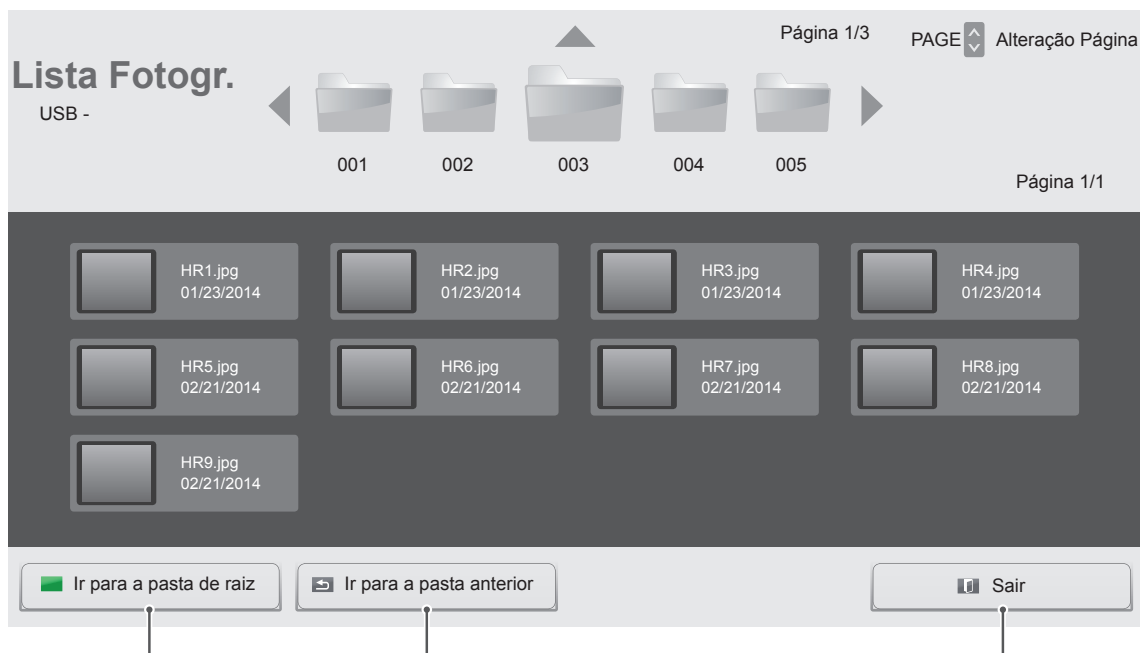 Página 1/3
PAGE Alteração Página
Lista Fotogr.
USB -
001 002 003 004 005
Página 1/1
HR1.jpg
01/23/2014
HR2.jpg
01/23/2014
HR3.jpg
01/23/2014
HR4.jpg
01/23/2014
HR5.jpg
02/21/2014
HR6.jpg
02/21/2014
HR7.jpg
02/21/2014
HR8.jpg
02/21/2014
HR9.jpg
02/21/2014
Ir para a pasta de raiz
Ir para a pasta anterior
Sair